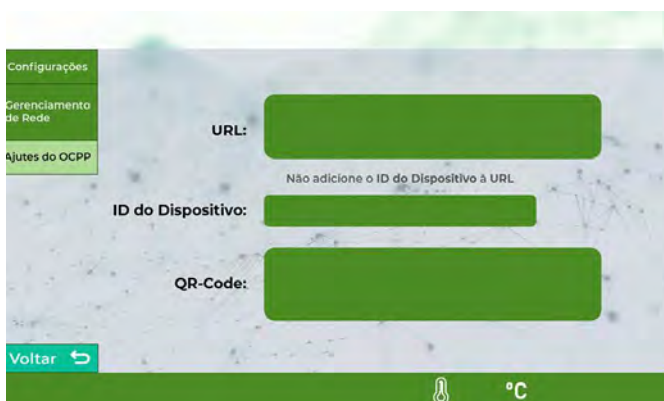 Configurações
Gerenciamento
de Rede
Ajutes do OCPP
URL:
Não adicione o ID do Dispositivo à URL
ID do Dispositivo:
QR-Code:
Voltar
°C